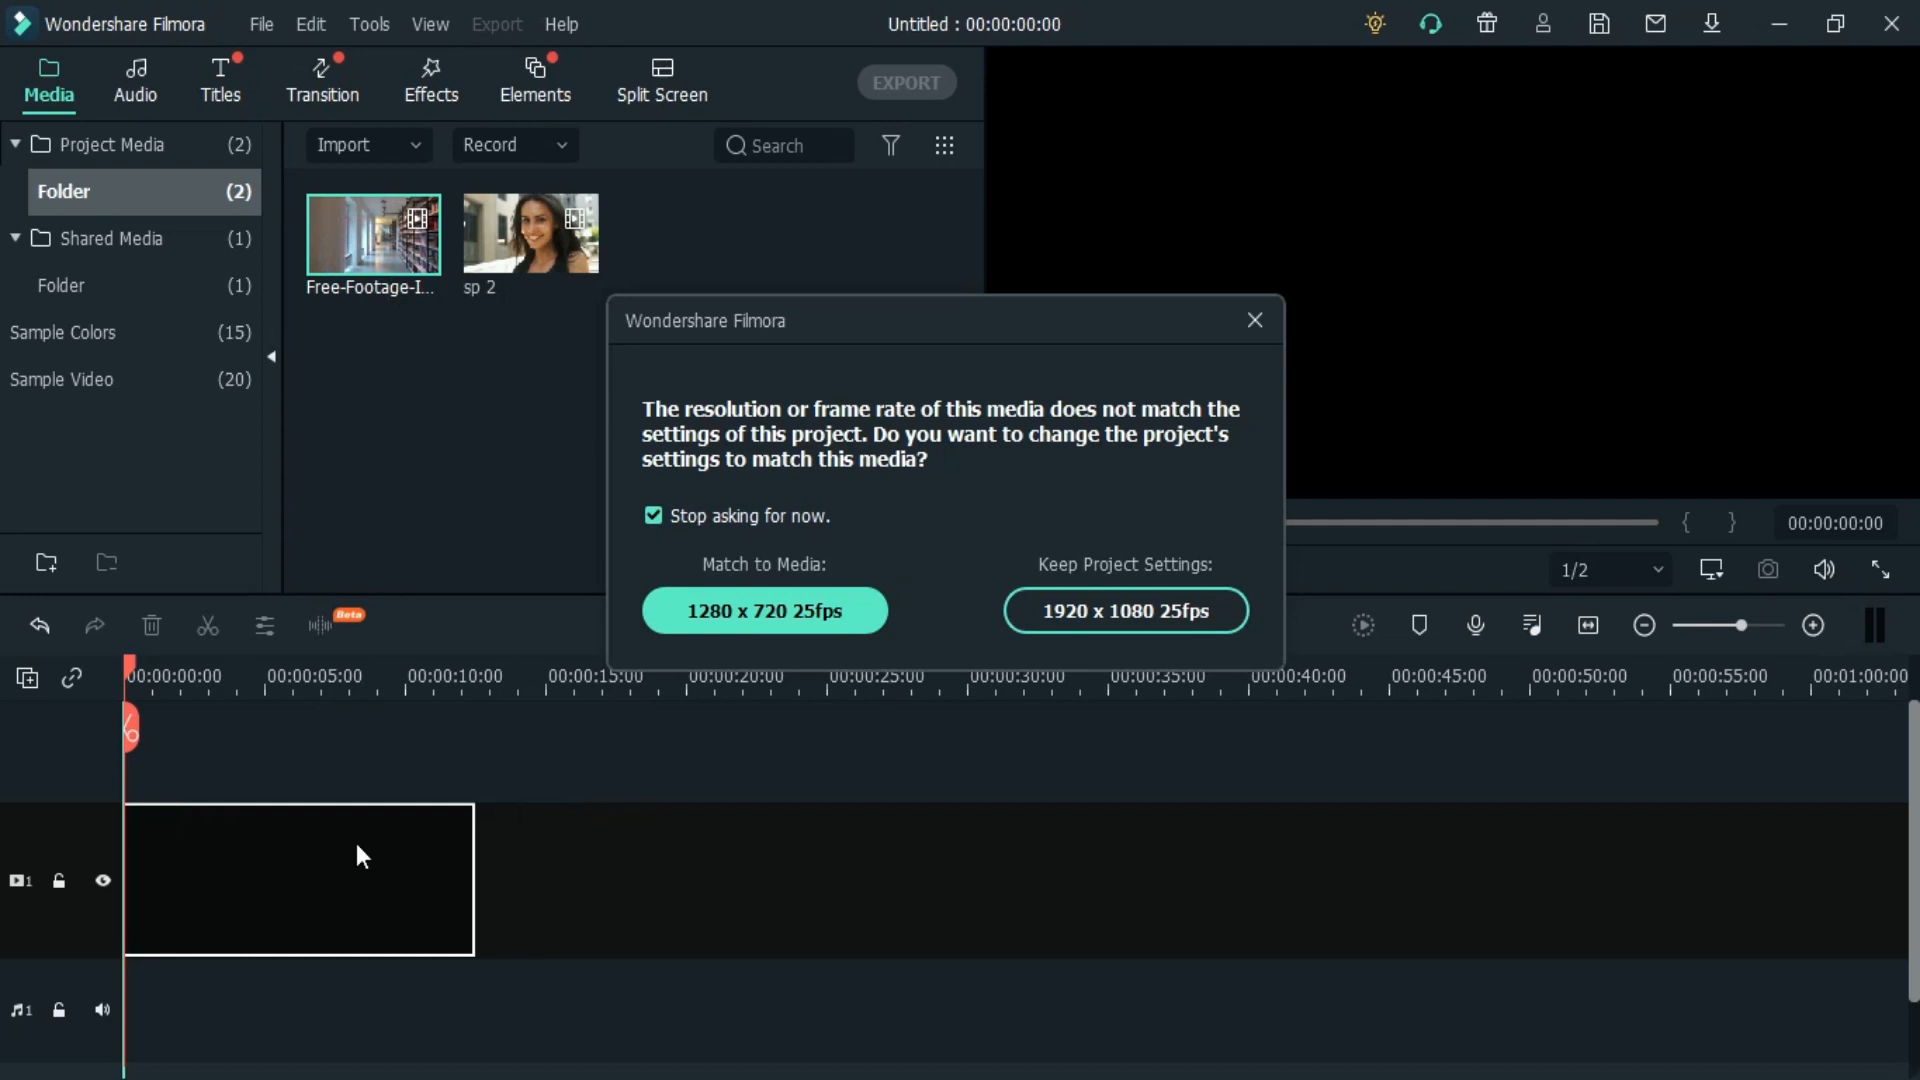 Wondershare Filmora
File
Edit
Tools
View
Export
Help
Untitled : 00:00:00:00
Media
Audio
Titles
Transition
Effects
Elements
Split Screen
EXPORT
Project Media (2)
Folder (2)
Shared Media (1)
Folder (1)
Sample Colors (15)
Sample Video (20)
Import
Record
Search
Free-Footage-I...
sp 2
Wondershare Filmora
The resolution or frame rate of this media does not match the
settings of this project. Do you want to change the project's
settings to match this media?
Stop asking for now.
Match to Media:
Keep Project Settings:
1280 x 720 25fps
1920 x 1080 25fps
{ }
00:00:00:00
1/2
Beta
00:00:00:00
00:00:05:00
00:00:10:00
00:00:15:00
00:00:20:00
00:00:25:00
00:00:30:00
00:00:35:00
00:00:40:00
00:00:45:00
00:00:50:00
00:00:55:00
00:01:00:00
1
1